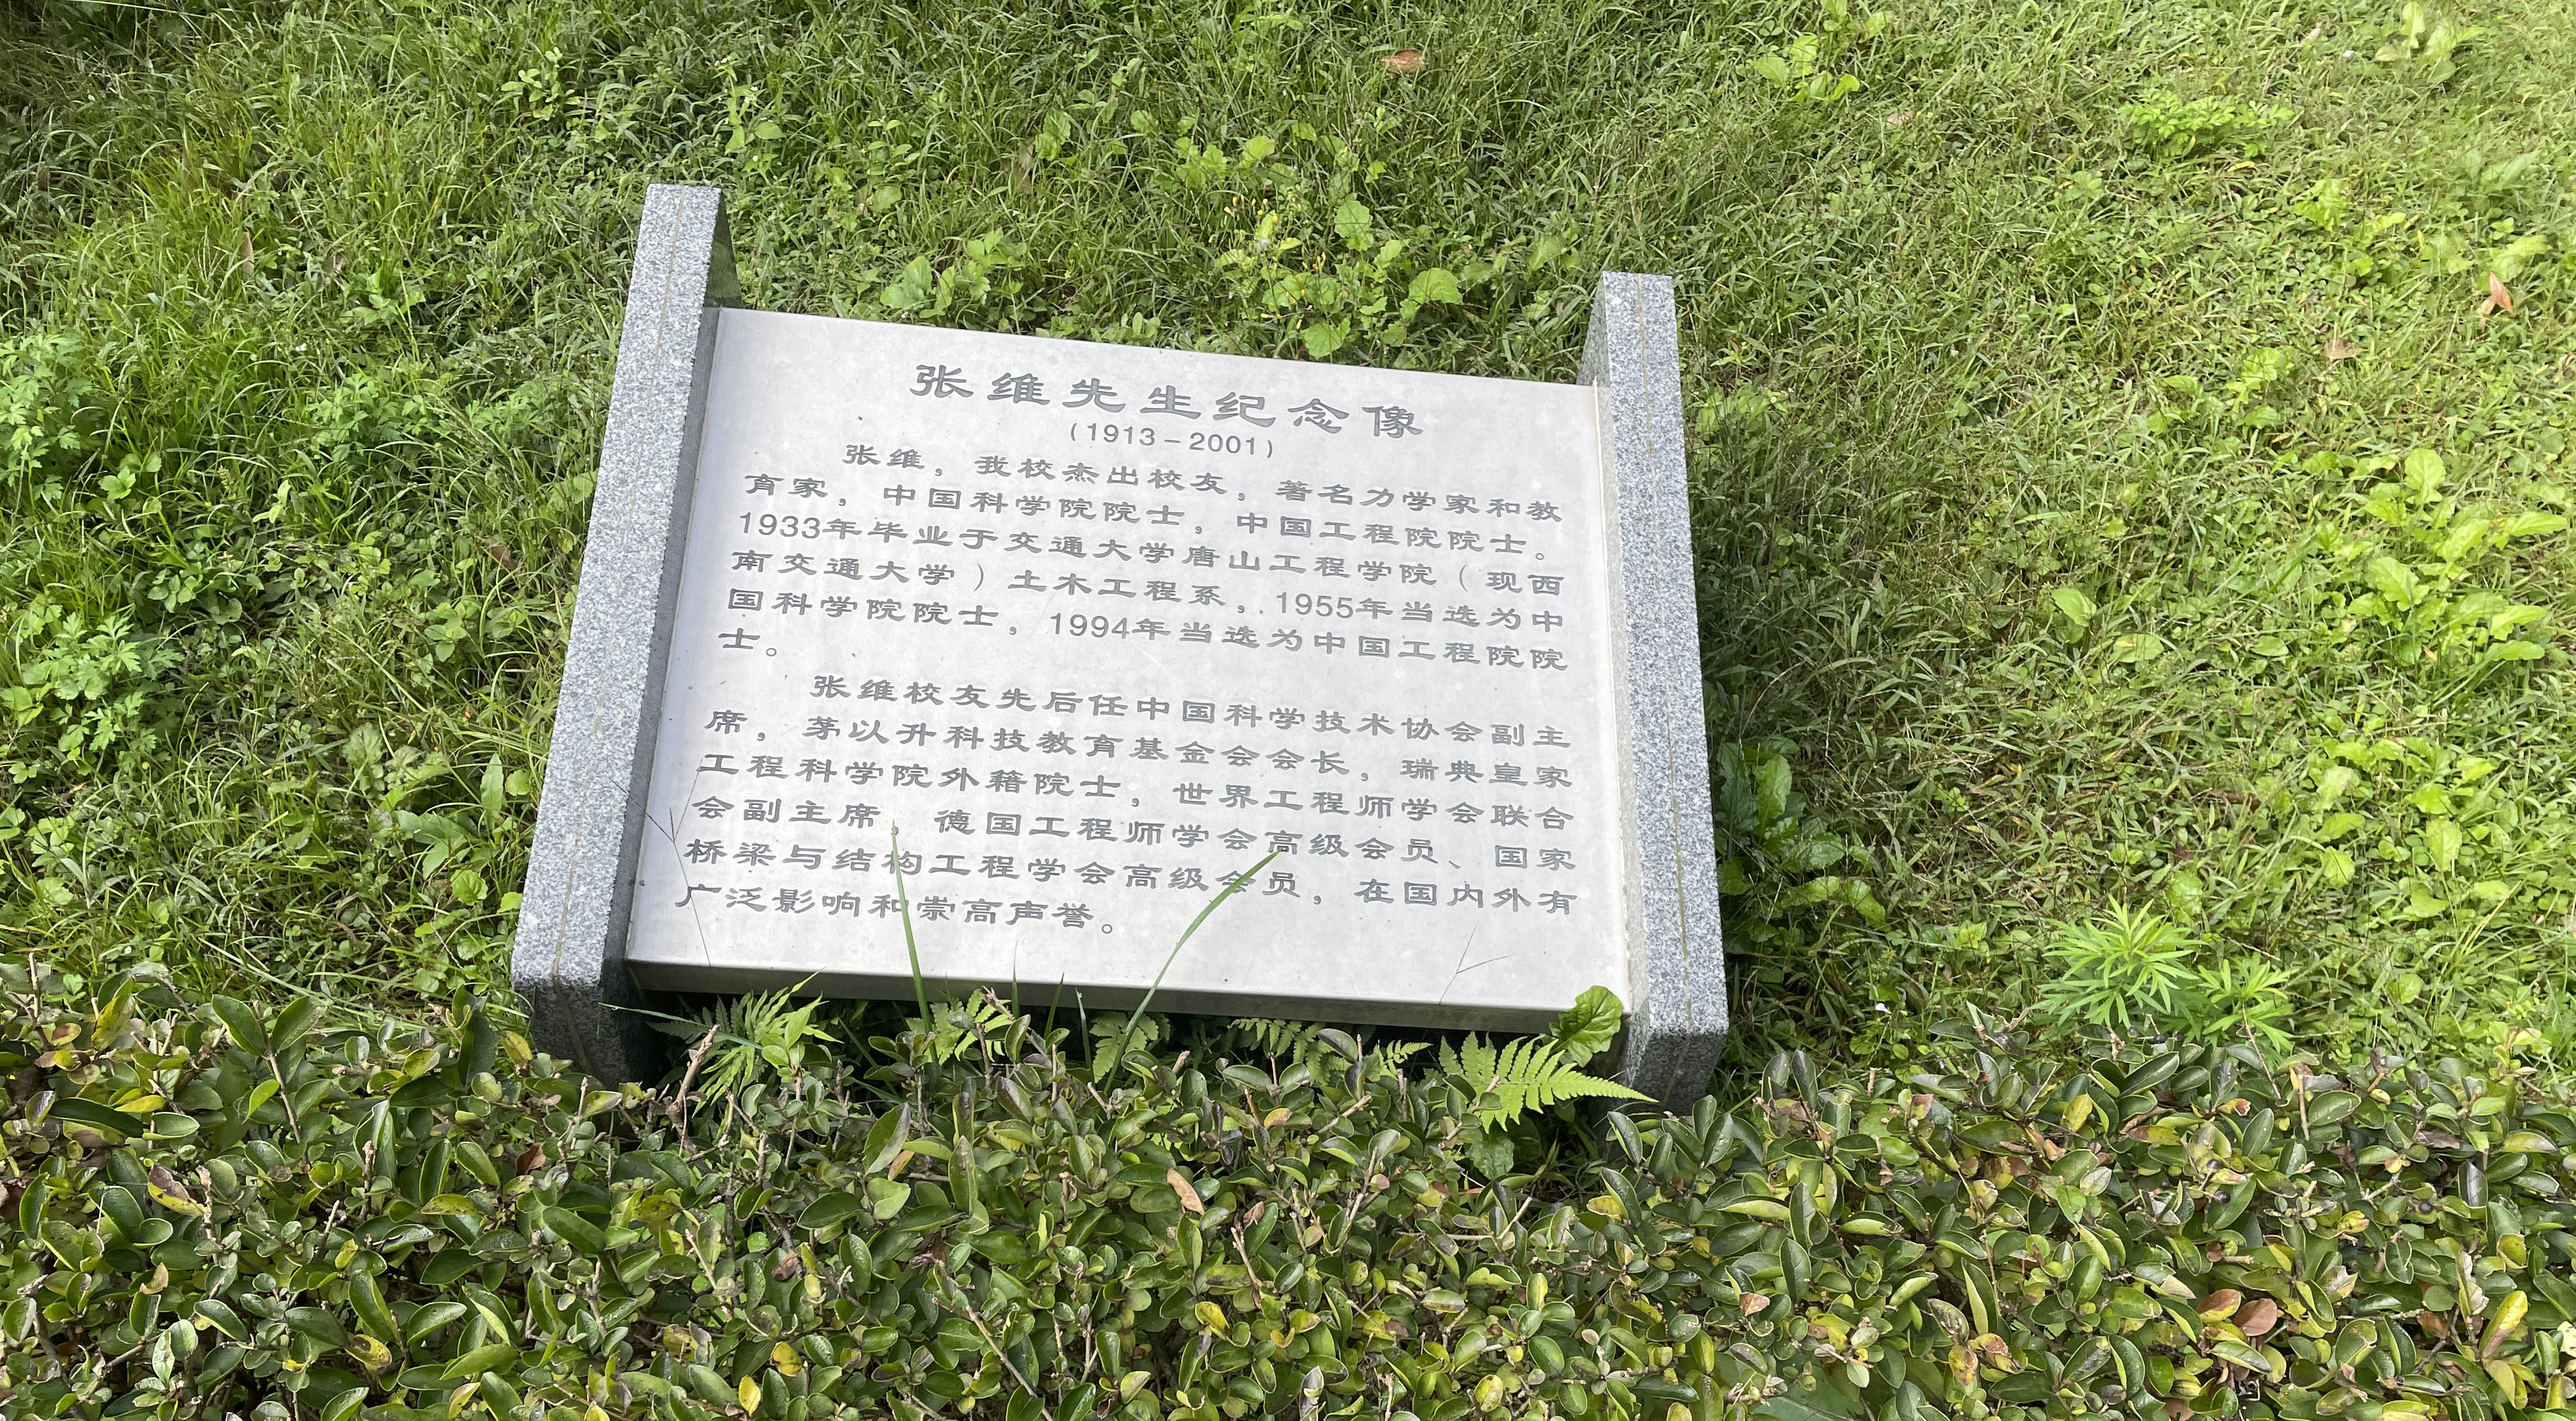 张维先生纪念像
(1913-2001)
张维，我校杰出校友，著名力学家和教
育家，中国科学院院士，中国工程院院士。
1933年毕业于交通大学唐山工程学院（现西
南交通大学）土木工程系，1955年当选为中
国科学院院士，1994年当选为中国工程院院
士。
张维校友先后任中国科学技术协会副主
席，茅以升科技教育基金会会长，瑞典皇家
工程科学院外籍院士，世界工程师学会联合
会副主席，德国工程师学会高级会员、国家
桥梁与结构工程学会高级会员，在国内外有
广泛影响和崇高声誉。